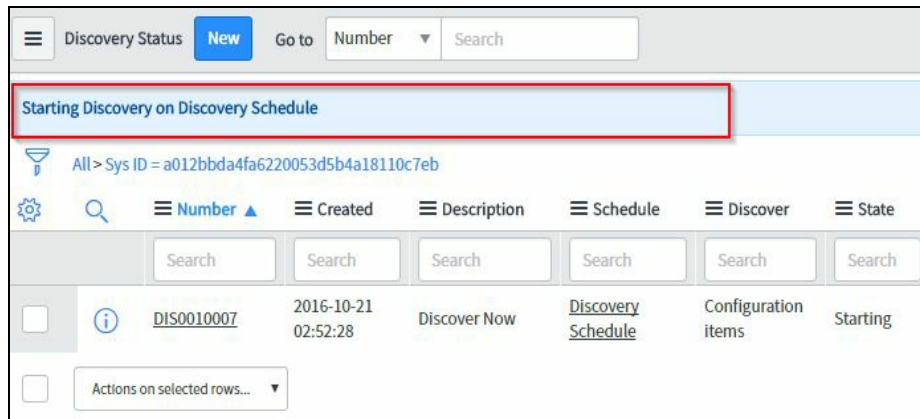 Discovery Status New Go to Number Search
Starting Discovery on Discovery Schedule
All > Sys ID = a012bbda4fa6220053d5b4a18110c7eb
Number Created Description Schedule Discover State
Search Search Search Search Search Search
DIS0010007 2016-10-21 02:52:28 Discover Now Discovery Schedule Configuration items Starting
Actions on selected rows...